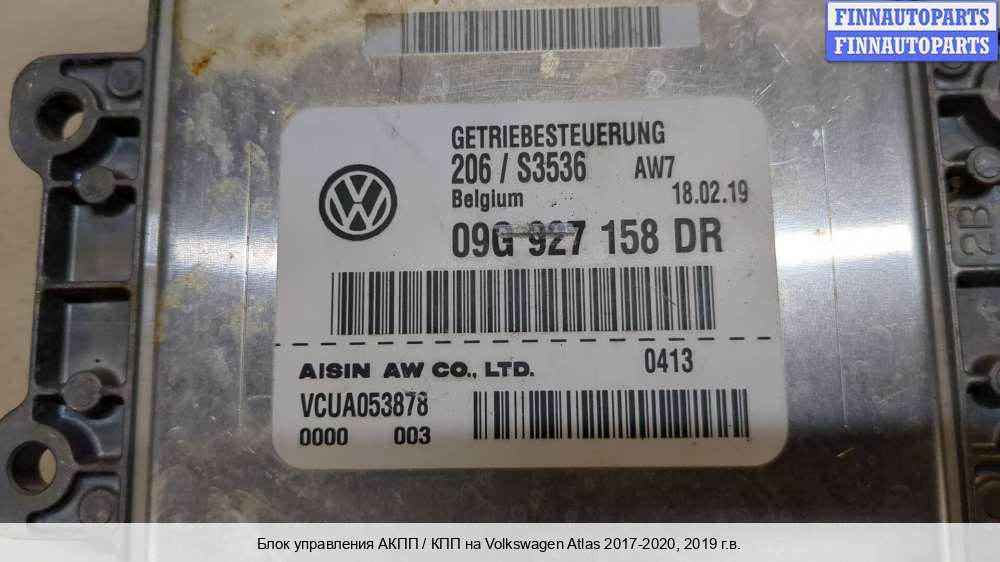 FINNAUTOPARTS
FINNAUTOPARTS
GETRIEBESTEUERUNG
206 / S3536 AW7
Belgium 18.02.19
09G 927 158 DR
AISIN AW CO., LTD. 0413
VCUA053878
0000 003
2B
Блок управления АКПП / КПП на Volkswagen Atlas 2017-2020, 2019 г.в.